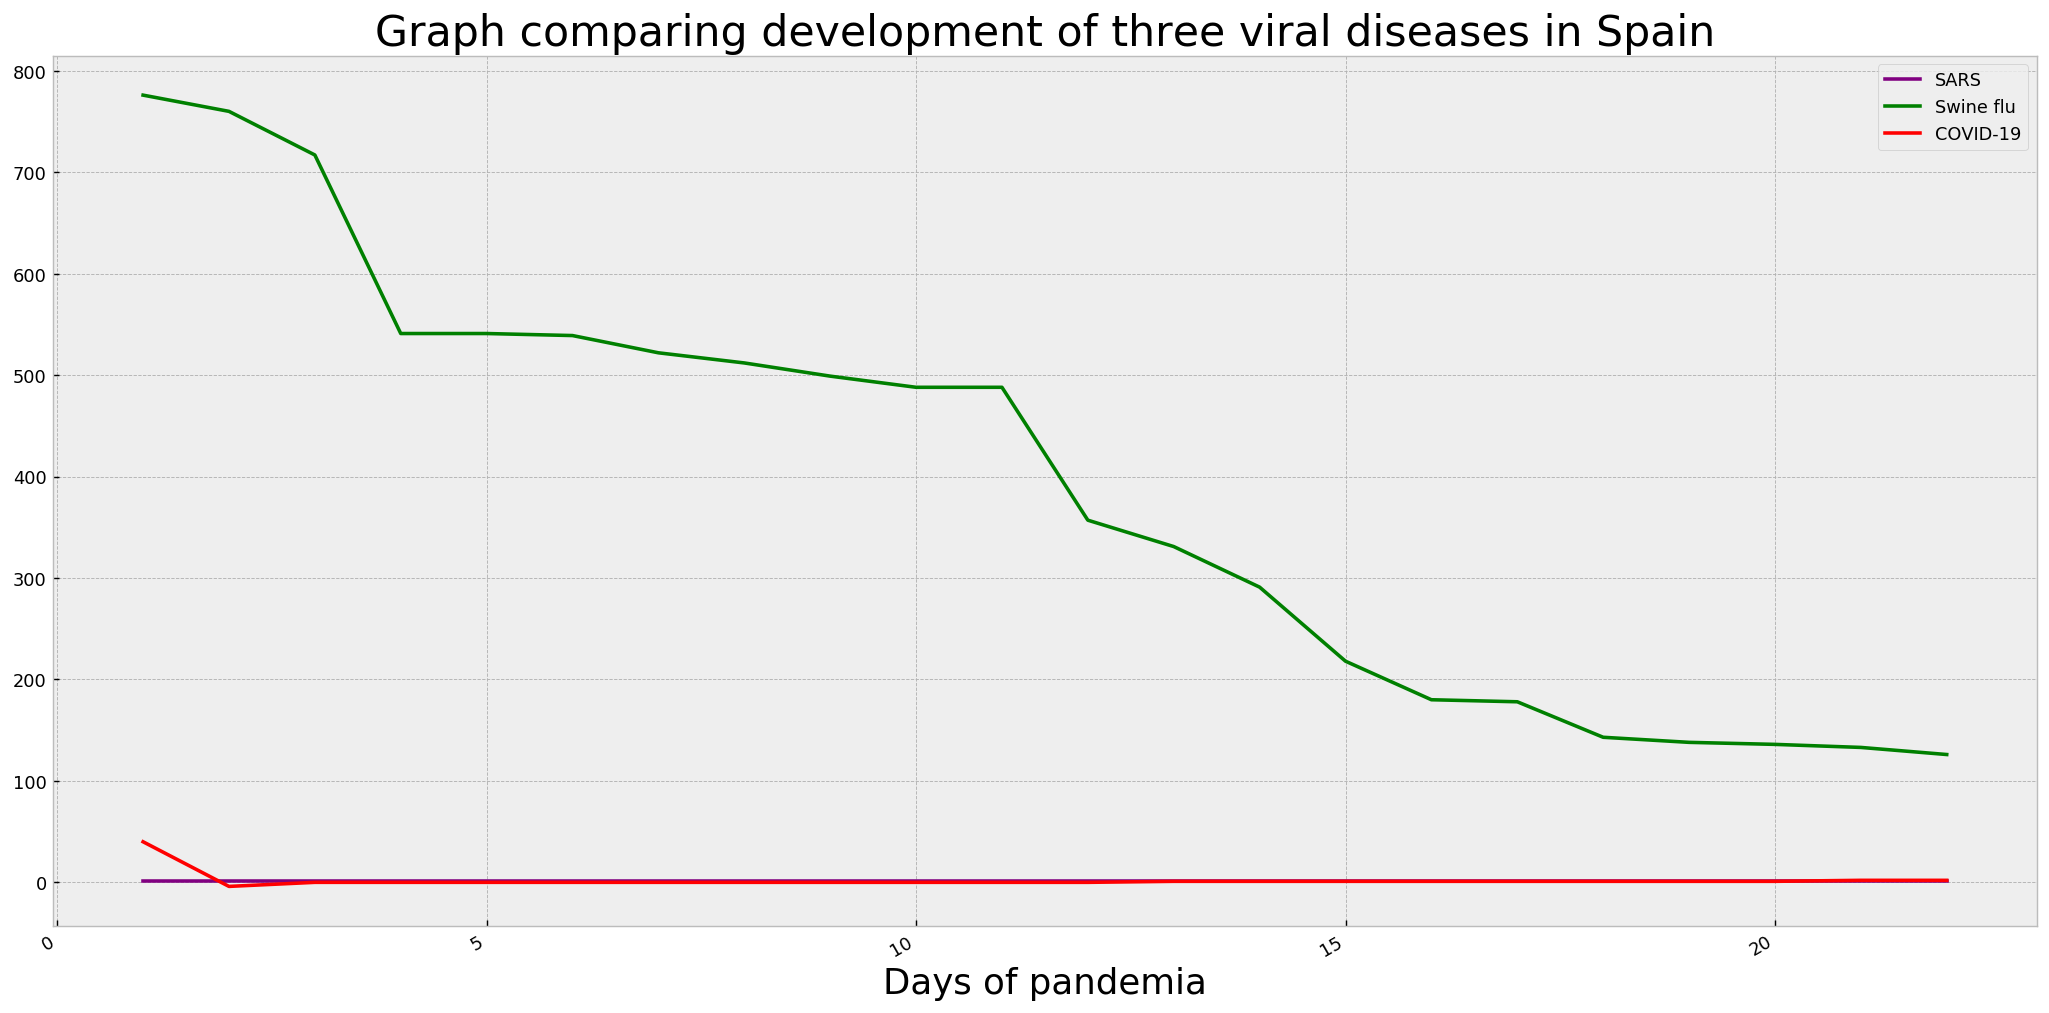 Graph comparing development of three viral diseases in Spain
800
700
600
500
400
300
200
100
0
SARS
Swine flu
COVID-19
0
5
10
15
20
Days of pandemia